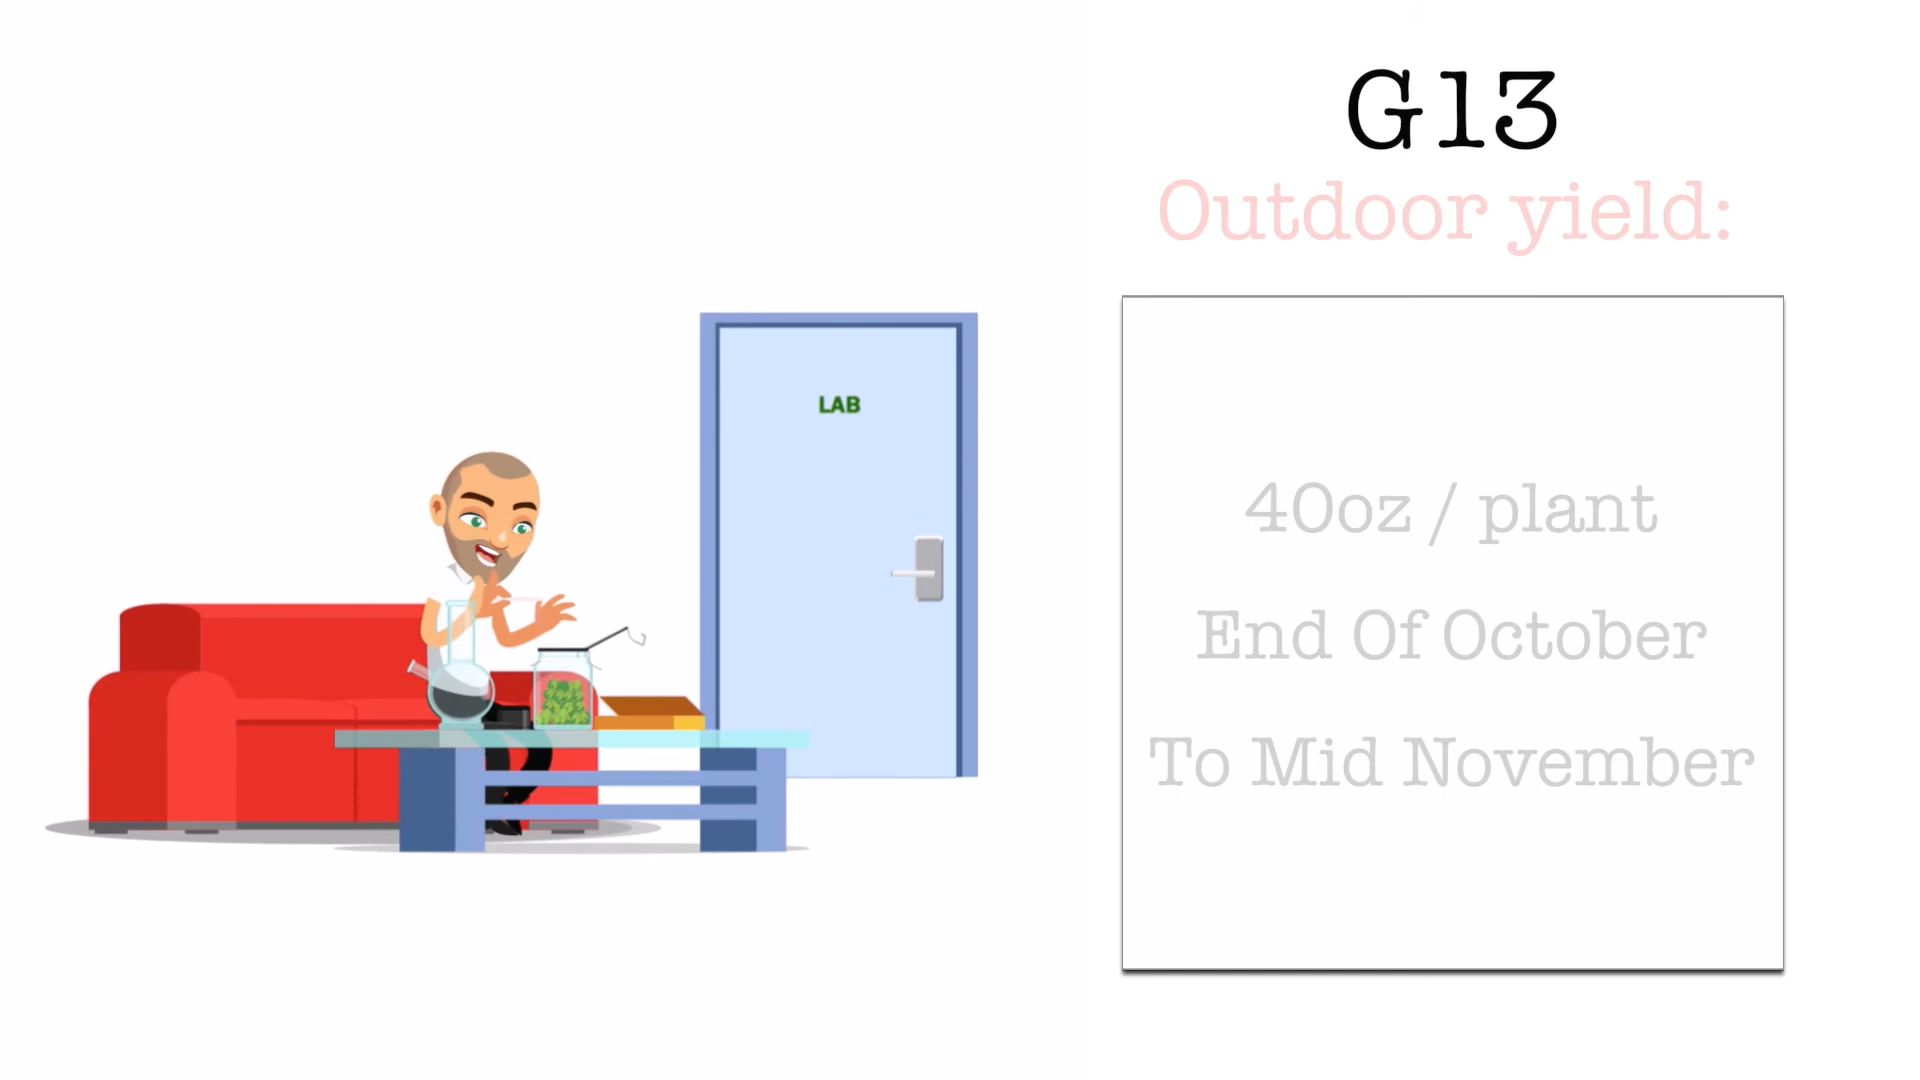 G13
Outdoor yield:
LAB
40oz / plant
End Of October
To Mid November